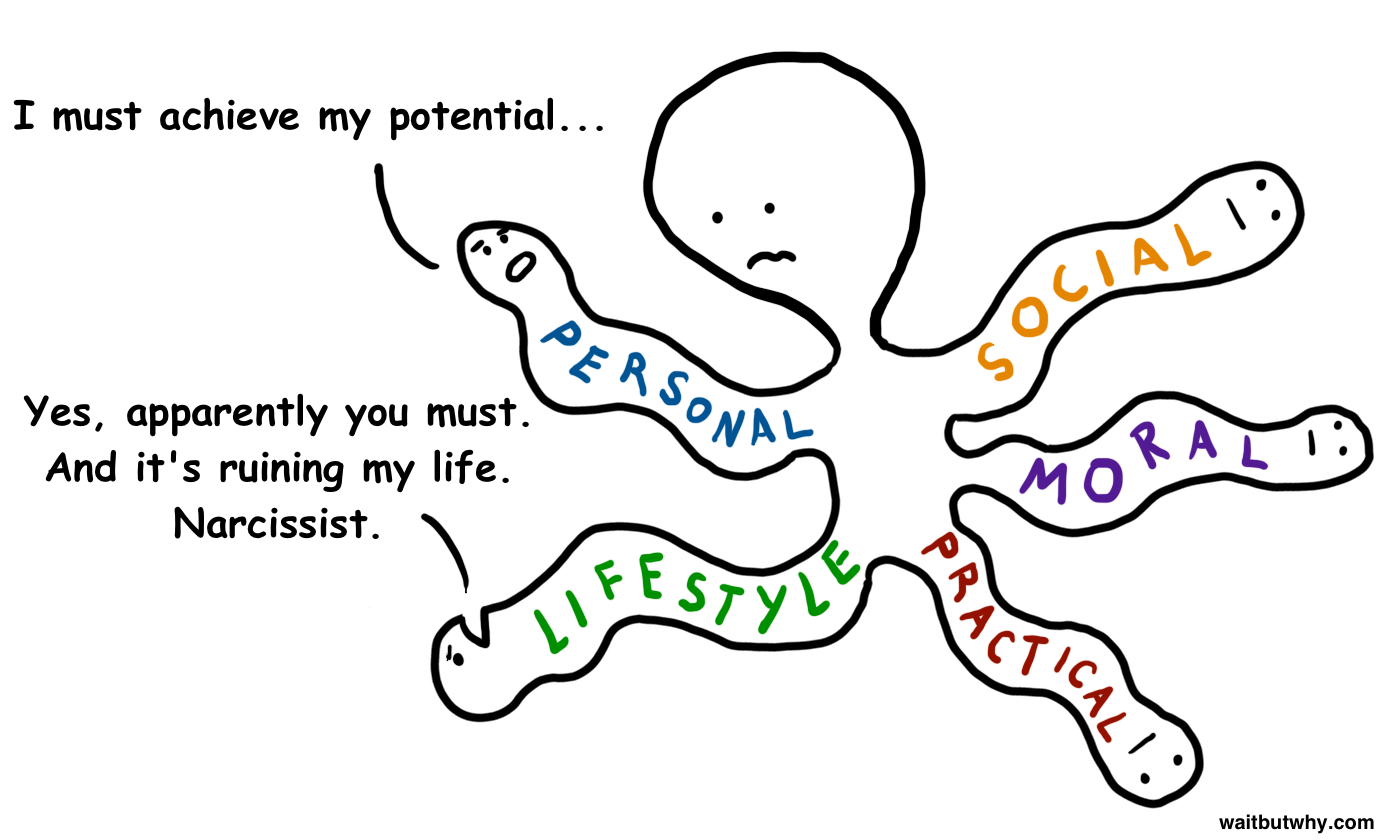 I must achieve my potential...
PERSONAL
SOCIAL
Yes, apparently you must.
And it's ruining my life.
Narcissist.
MORAL
LIFESTYLE
PRACTICAL
waitbutwhy.com